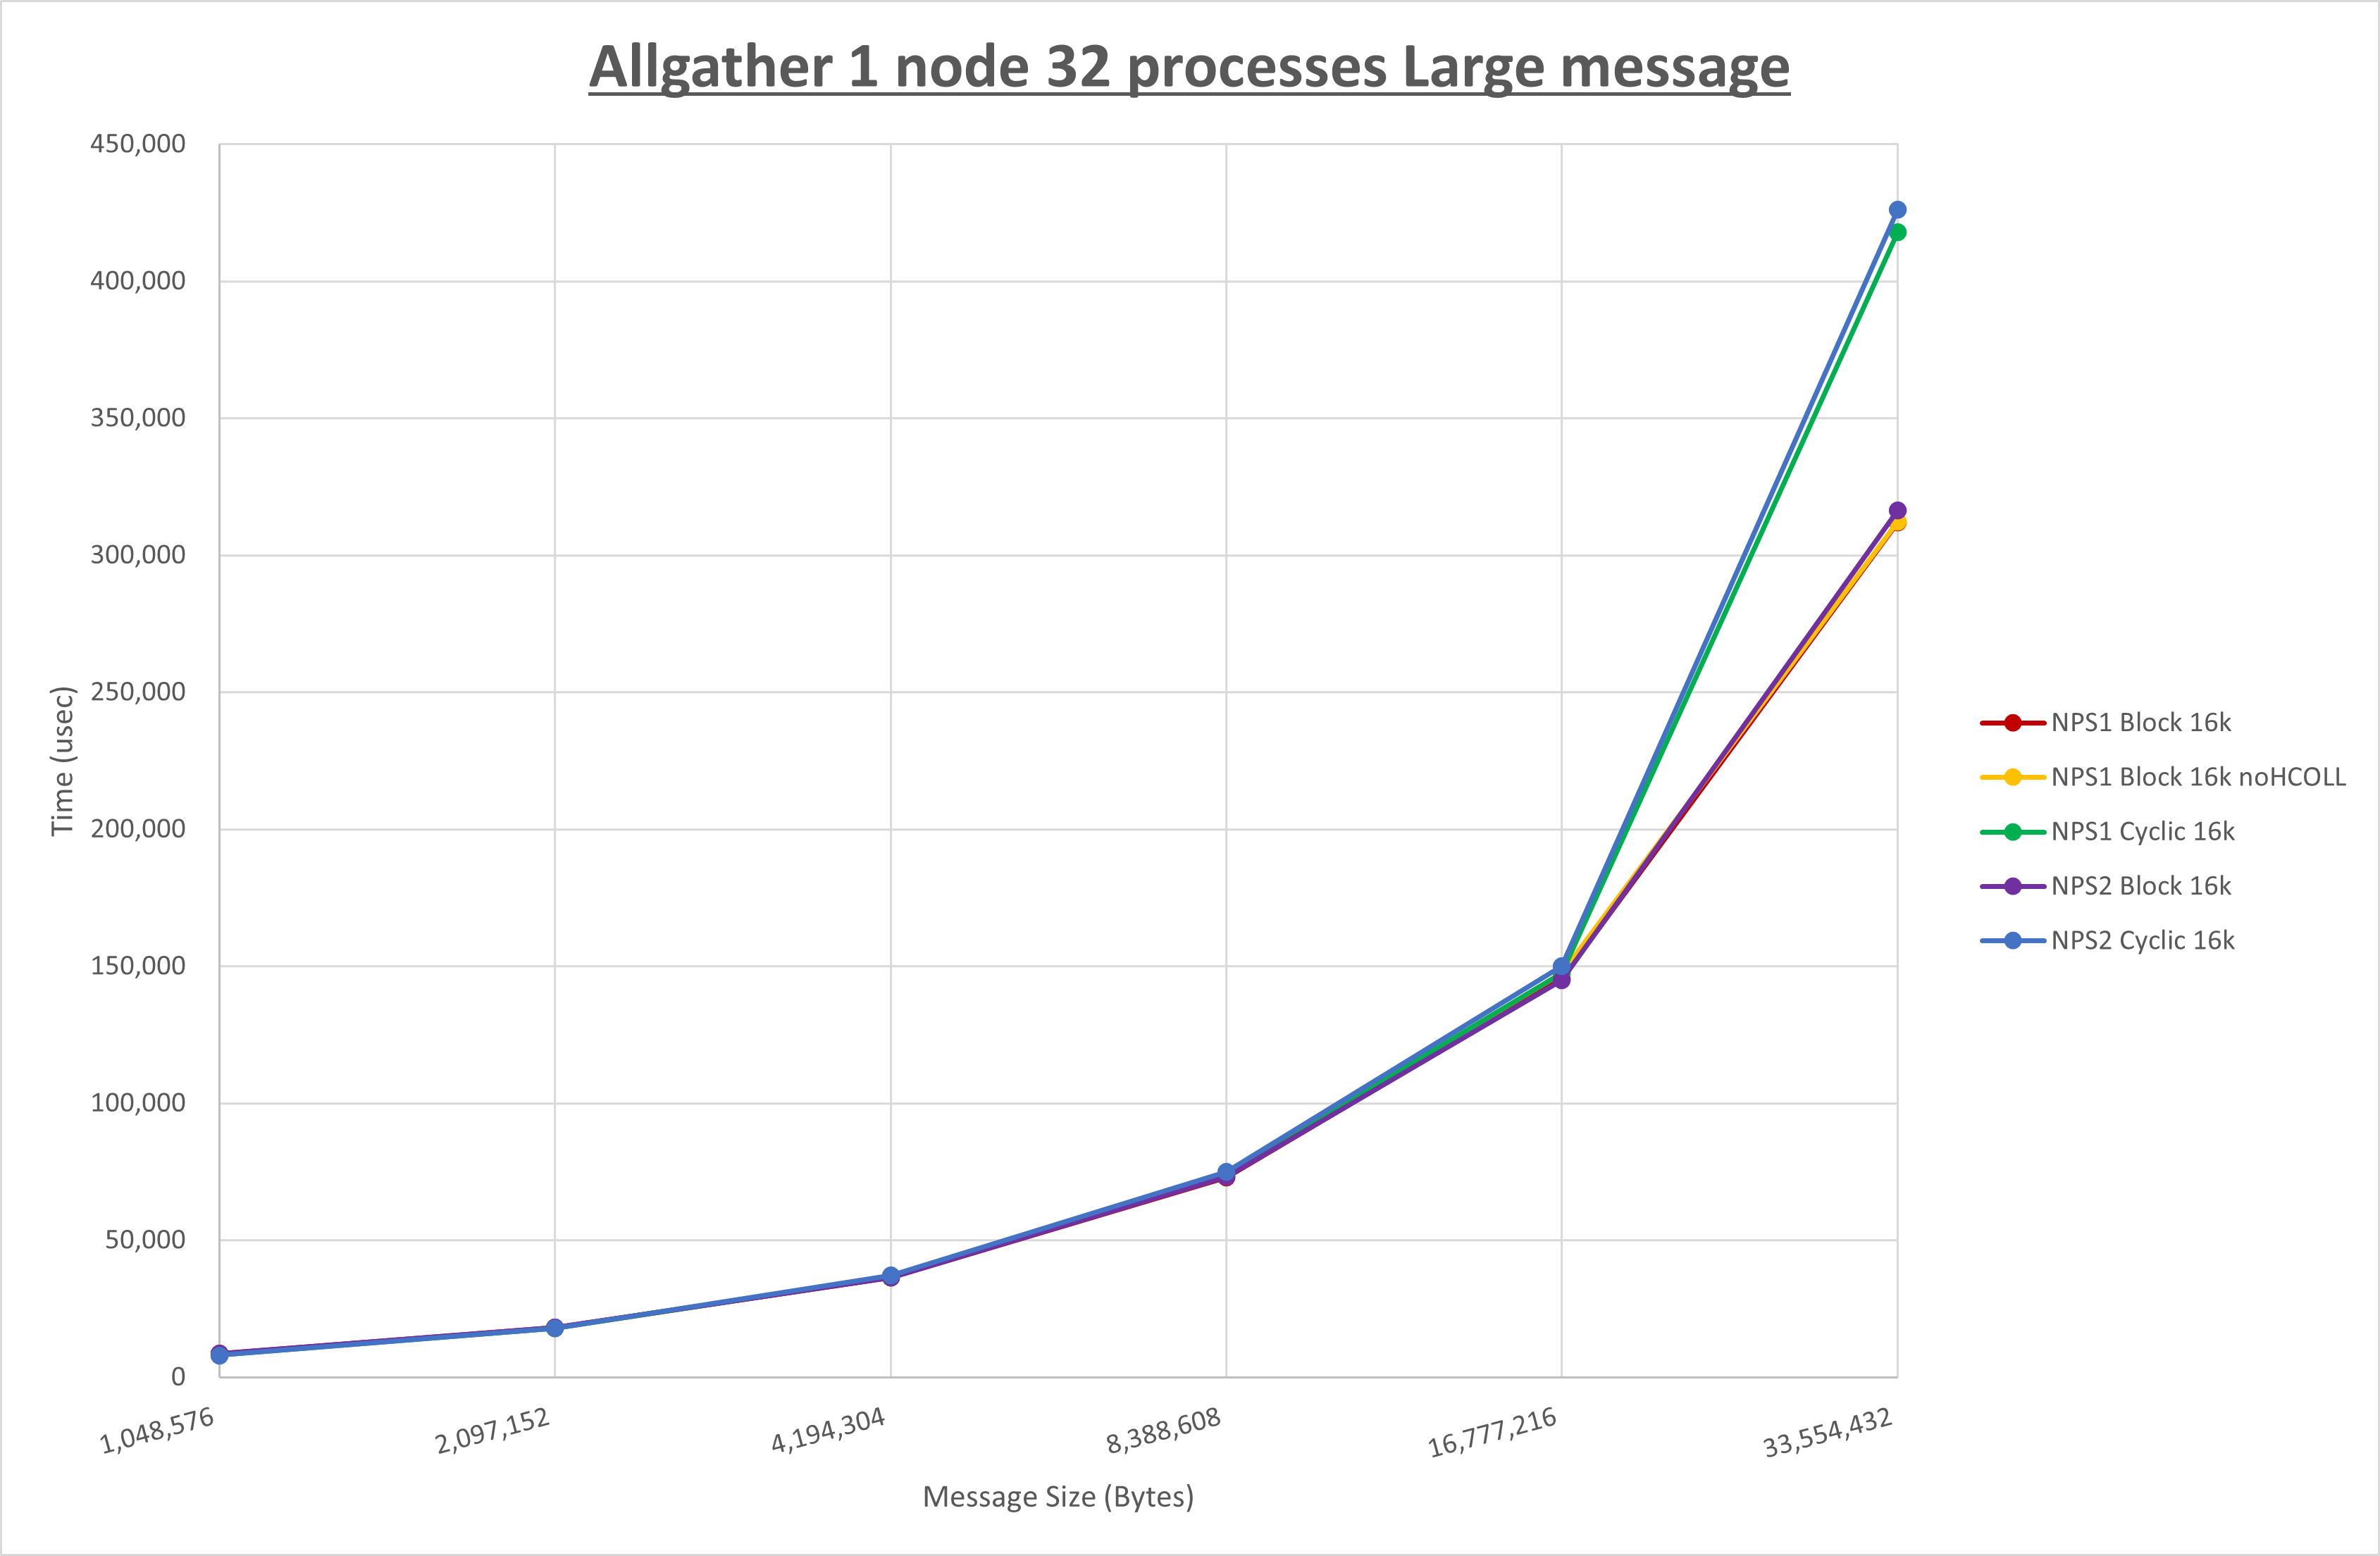 Allgather 1 node 32 processes Large message
450,000
400,000
350,000
300,000
250,000
200,000
150,000
100,000
50,000
0
Time (usec)
1,048,576
2,097,152
4,194,304
8,388,608
16,777,216
33,554,432
Message Size (Bytes)
NPS1 Block 16k
NPS1 Block 16k noHCOLL
NPS1 Cyclic 16k
NPS2 Block 16k
NPS2 Cyclic 16k